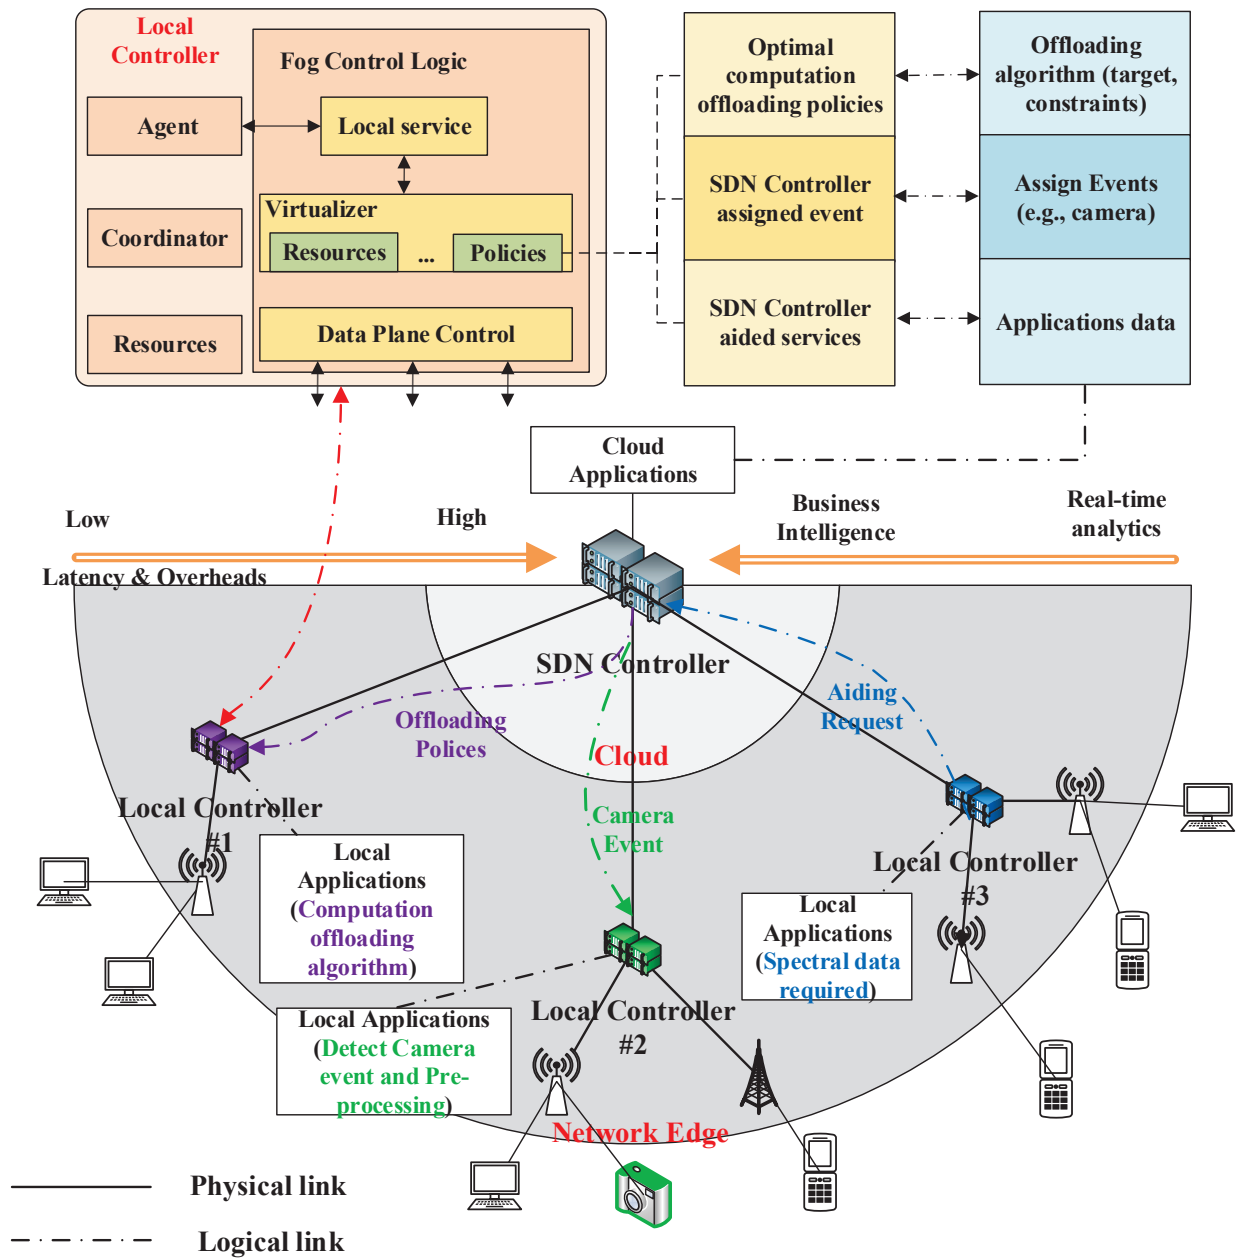 Local
Controller
Fog Control Logic
Agent
Local service
Coordinator
Virtualizer
Resources
...
Policies
Resources
Data Plane Control
Optimal
computation
offloading policies
SDN Controller
assigned event
SDN Controller
aided services
Offloading
algorithm (target,
constraints)
Assign Events
(e.g., camera)
Applications data
Cloud
Applications
Low
High
Latency & Overheads
Business
Intelligence
Real-time
analytics
SDN Controller
Offloading
Polices
Cloud
Camera
Event
Aiding
Request
Local Controller
#1
Local
Applications
(Computation
offloading
algorithm)
Local Controller
#3
Local
Applications
(Spectral data
required)
Local Controller
#2
Local Applications
(Detect Camera
event and Pre-
processing)
Network Edge
Physical link
Logical link